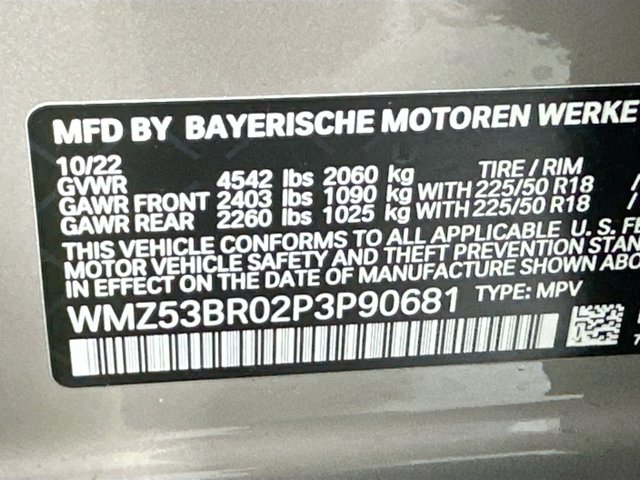 MFD BY BAYERISCHE MOTOREN WERKE
10/22 TIRE / RIM
GVWR 4542 lbs 2060 kg
GAWR FRONT 2403 lbs 1090 kg WITH 225/50 R18 /
GAWR REAR 2260 lbs 1025 kg WITH 225/50 R18 /
THIS VEHICLE CONFORMS TO ALL APPLICABLE U. S. FE
MOTOR VEHICLE SAFETY AND THEFT PREVENTION STAN
IN EFFECT ON THE DATE OF MANUFACTURE SHOWN ABO
WMZ53BR02P3P90681 TYPE: MPV